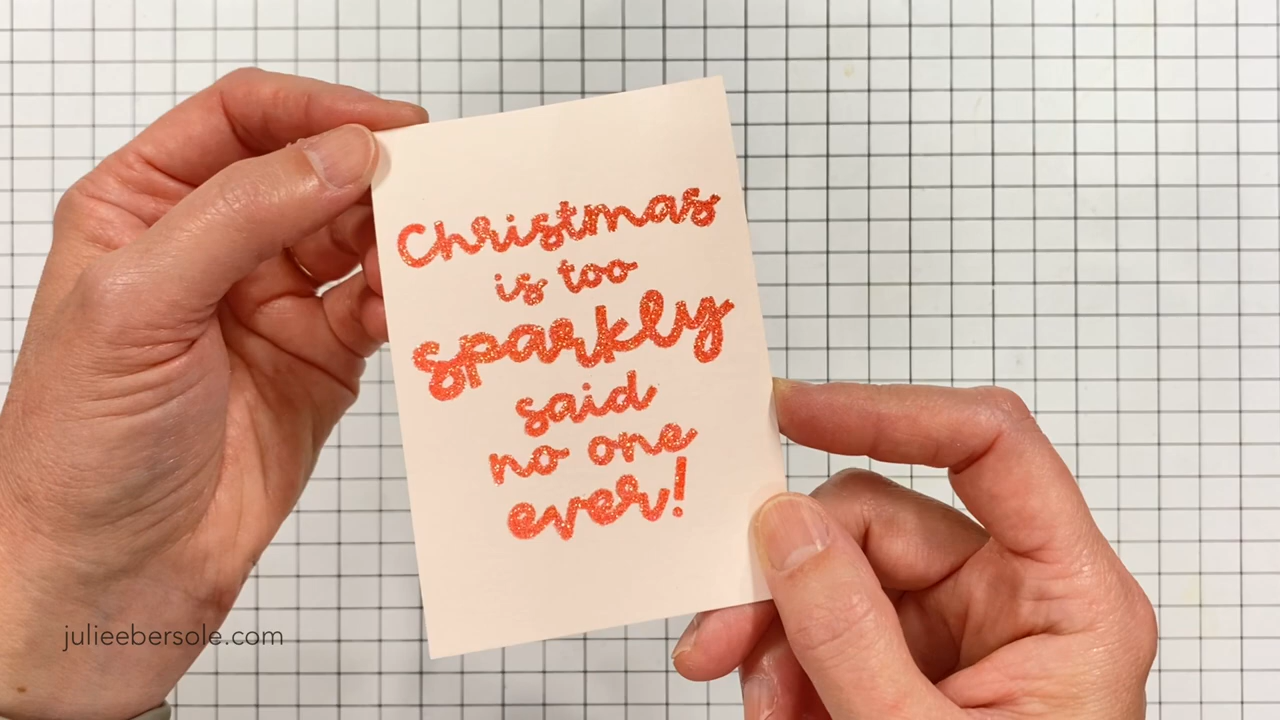 Christmas
is too
sparkly
said
no one
ever!
julieebersole.com